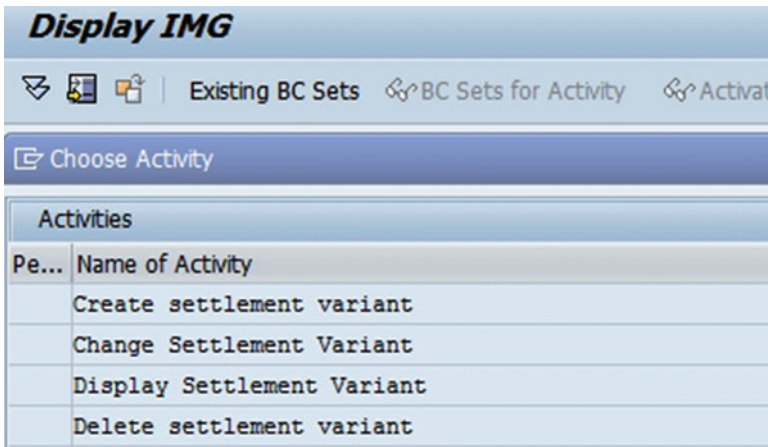 Display IMG
Existing BC Sets BC Sets for Activity Activat
Choose Activity
Activities
Pe... Name of Activity
Create settlement variant
Change Settlement Variant
Display Settlement Variant
Delete settlement variant